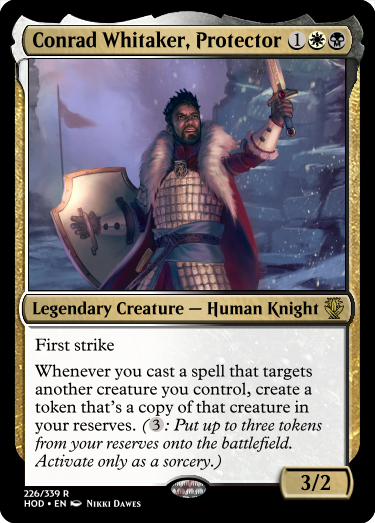 Conrad Whitaker, Protector 1
First strike
Legendary Creature — Human Knight
Whenever you cast a spell that targets
another creature you control, create a
token that's a copy of that creature in
your reserves. (3: Put up to three tokens
from your reserves onto the battlefield.
Activate only as a sorcery.)
3/2
226/339 R
HOD • EN Nikki Dawes